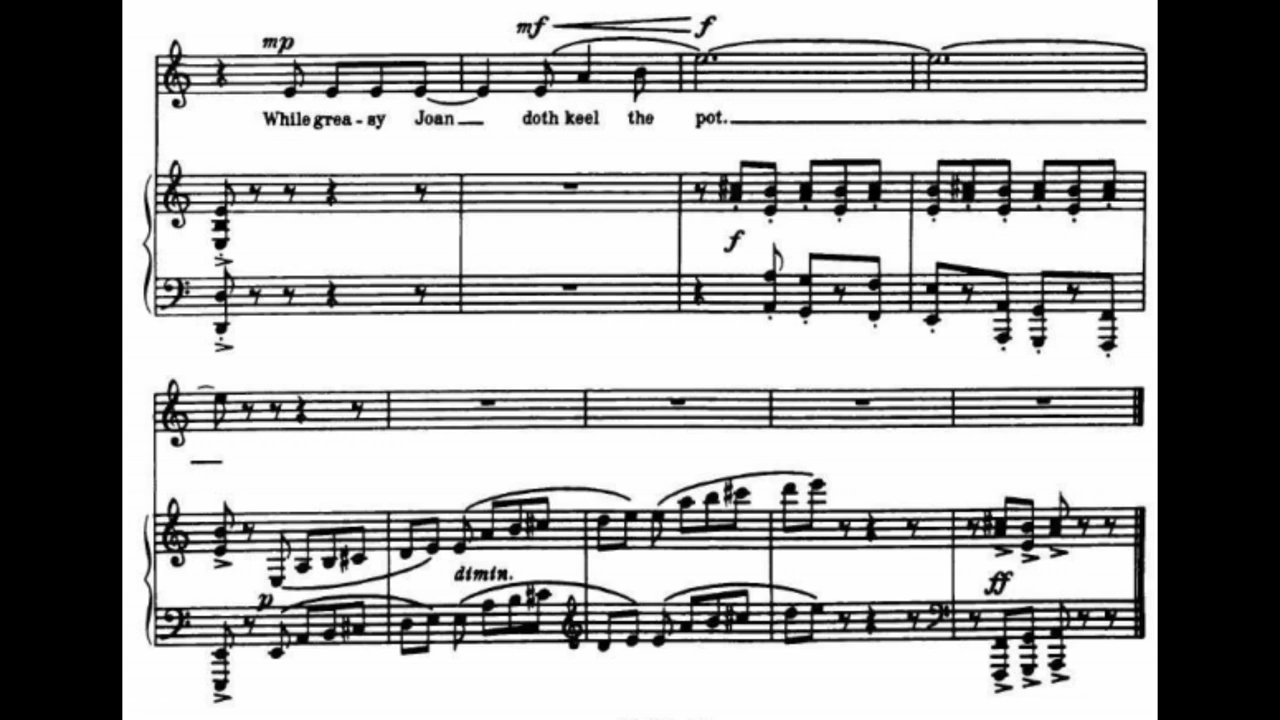 mf f
mp
While grea - sy Joan doth keel the pot.
f
dimin.
p
ff